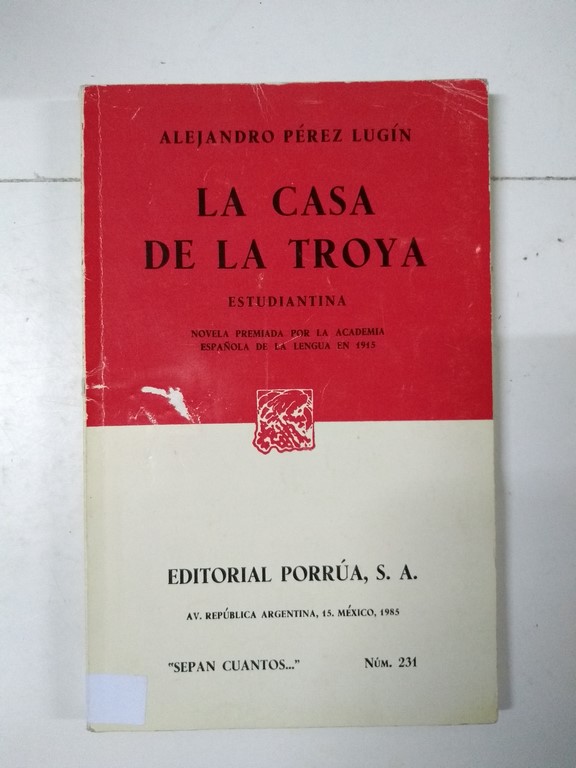 ALEJANDRO PÉREZ LUGÍN
LA CASA
DE LA TROYA
ESTUDIANTINA
NOVELA PREMIADA POR LA ACADEMIA
ESPAÑOLA DE LA LENGUA EN 1915
EDITORIAL PORRÚA, S. A.
AV. REPÚBLICA ARGENTINA, 15. MÉXICO, 1985
"SEPAN CUANTOS..." NÚM. 231